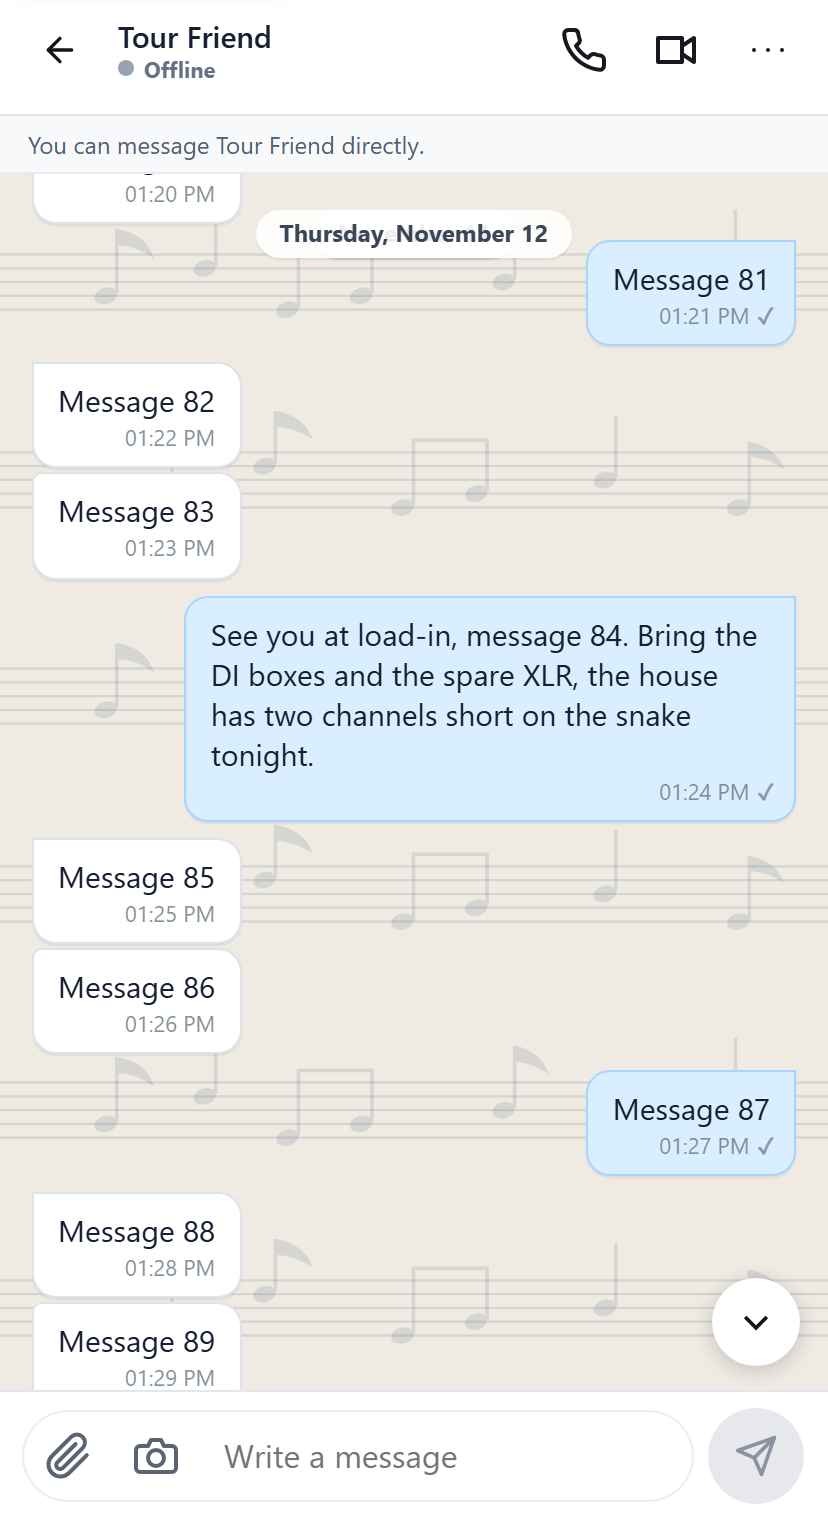 Tour Friend
Offline
You can message Tour Friend directly.
01:20 PM
Thursday, November 12
Message 81
01:21 PM ✓
Message 82
01:22 PM
Message 83
01:23 PM
See you at load-in, message 84. Bring the
DI boxes and the spare XLR, the house
has two channels short on the snake
tonight.
01:24 PM ✓
Message 85
01:25 PM
Message 86
01:26 PM
Message 87
01:27 PM ✓
Message 88
01:28 PM
Message 89
01:29 PM
Write a message